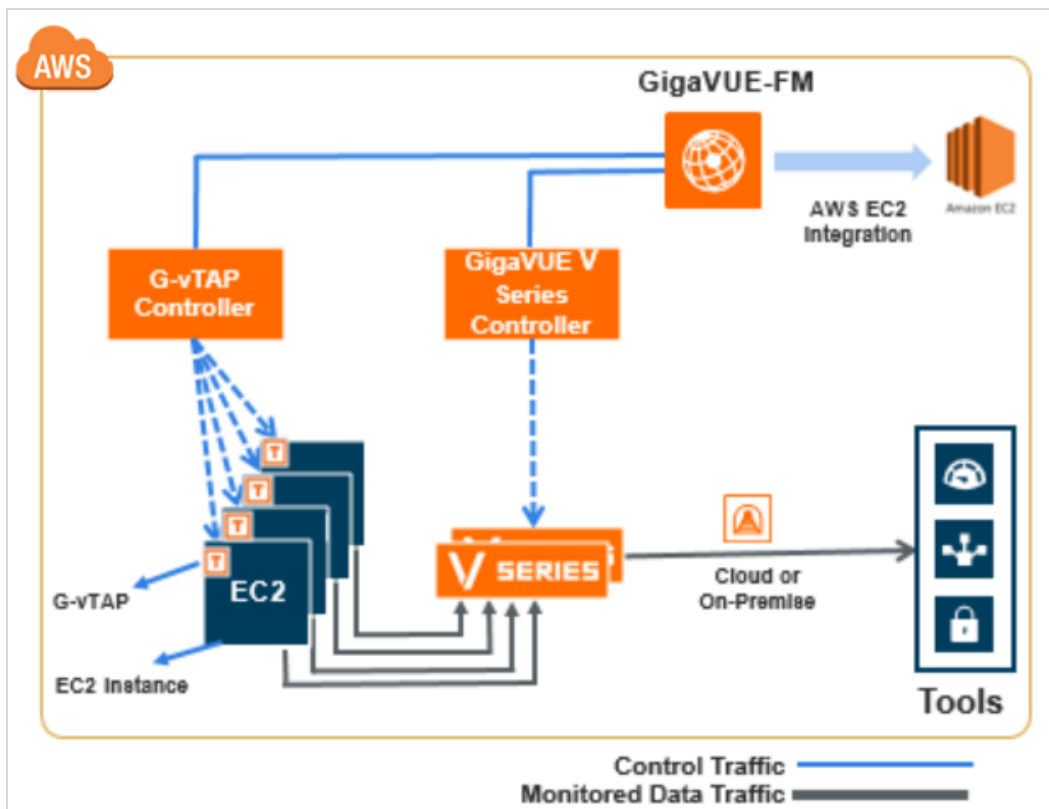 AWS
GigaVUE-FM
AWS EC2
Integration
Amazon EC2
G-vTAP
Controller
GigaVUE V
Series
Controller
T
T
T
T
EC2
G-vTAP
EC2 Instance
V SERIES
Cloud or
On-Premise
Tools
Control Traffic
Monitored Data Traffic